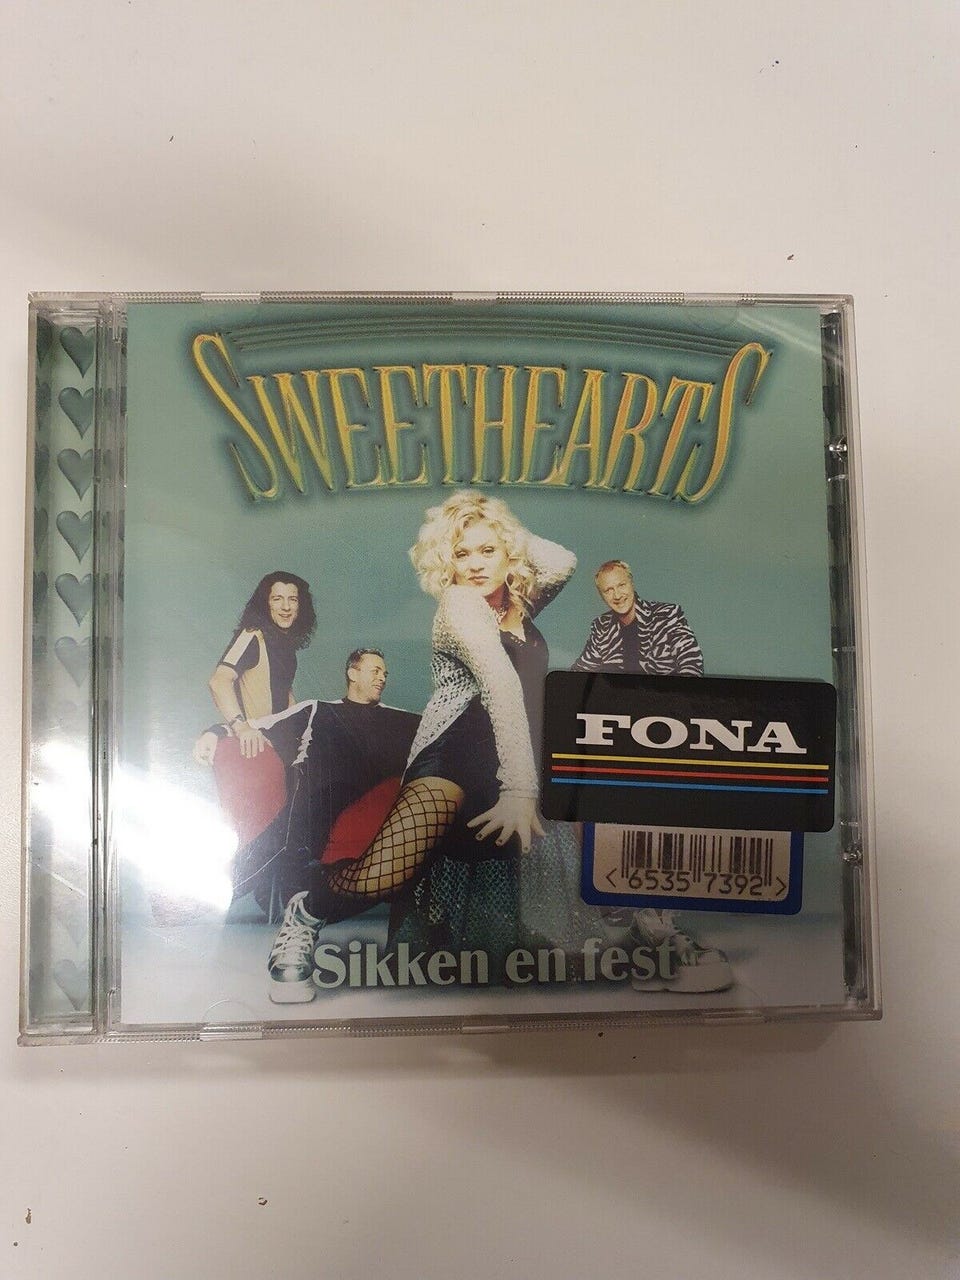 SWEETHEARTS
FONA
<6535 7392>
Sikken en fest